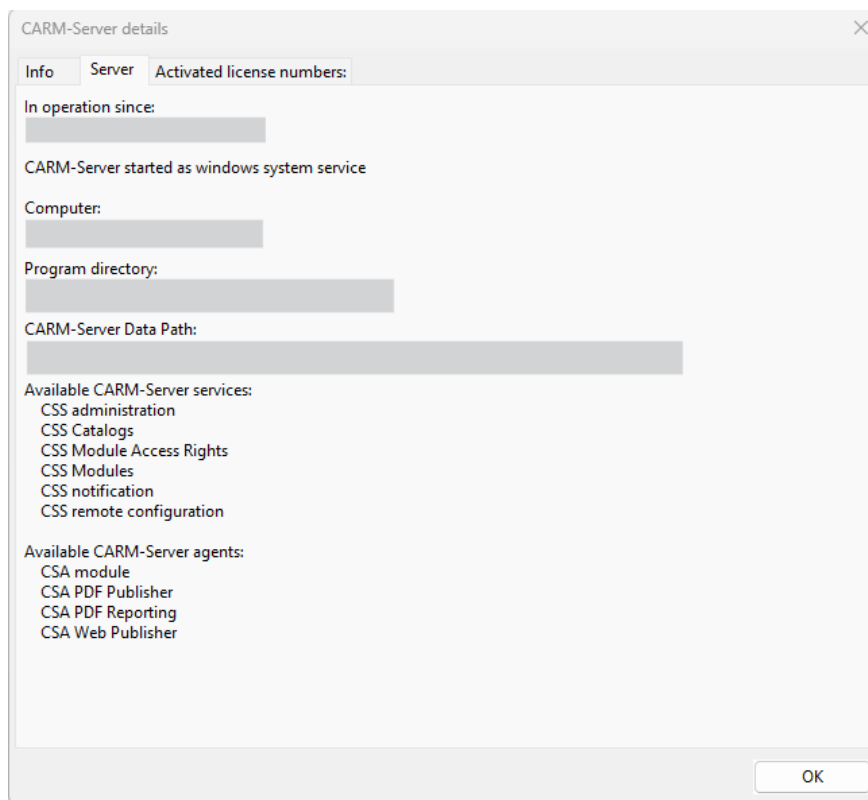 CARM-Server details
Info Server Activated license numbers:
In operation since:
CARM-Server started as windows system service
Computer:
Program directory:
CARM-Server Data Path:
Available CARM-Server services:
CSS administration
CSS Catalogs
CSS Module Access Rights
CSS Modules
CSS notification
CSS remote configuration
Available CARM-Server agents:
CSA module
CSA PDF Publisher
CSA PDF Reporting
CSA Web Publisher
OK